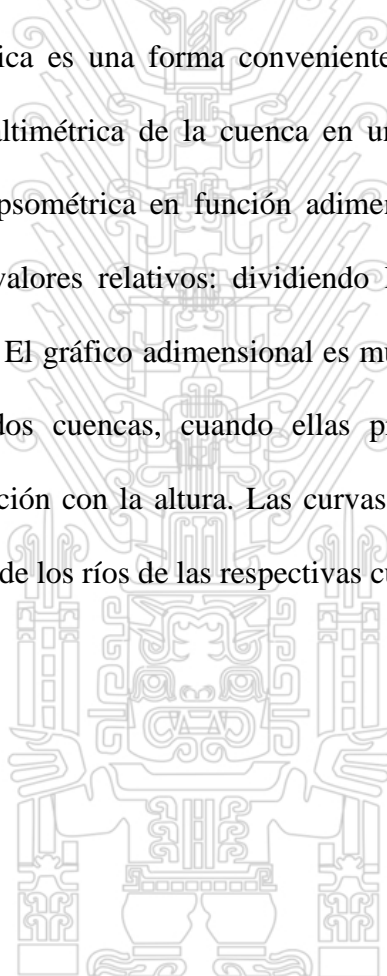 ica es una forma conveniente
altimétrica de la cuenca en un
psométrica en función adimen
valores relativos: dividiendo
El gráfico adimensional es mu
dos cuencas, cuando ellas pr
ción con la altura. Las curvas
de los ríos de las respectivas cu